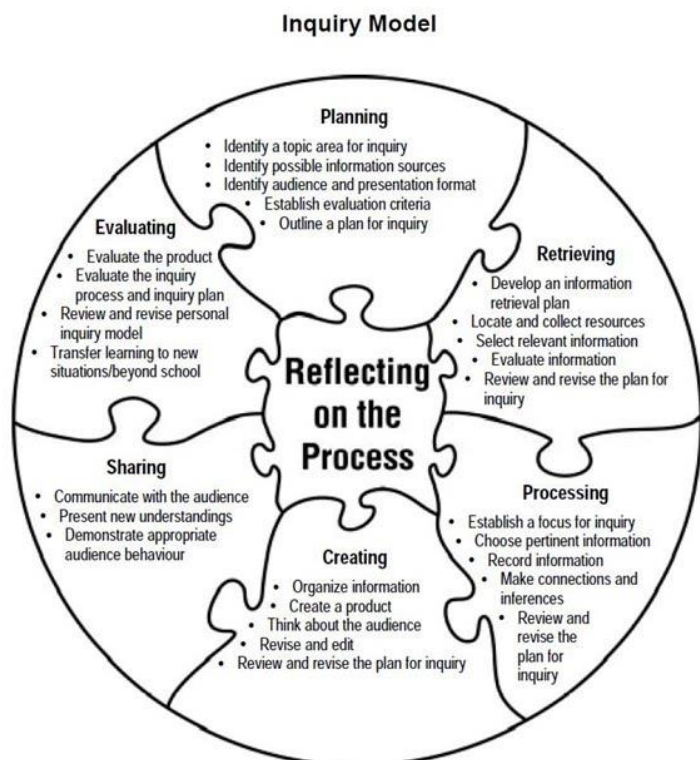 Inquiry Model
Planning
• Identify a topic area for inquiry
• Identify possible information sources
• Identify audience and presentation format
• Establish evaluation criteria
• Outline a plan for inquiry
Retrieving
• Develop an information
retrieval plan
• Locate and collect resources
• Select relevant information
• Evaluate information
• Review and revise the plan for
inquiry
Processing
• Establish a focus for inquiry
• Choose pertinent information
• Record information
• Make connections and
inferences
• Review and
revise the
plan for
inquiry
Creating
• Organize information
• Create a product
• Think about the audience
• Revise and edit
• Review and revise the plan for inquiry
Sharing
• Communicate with the audience
• Present new understandings
• Demonstrate appropriate
audience behaviour
Evaluating
• Evaluate the product
• Evaluate the inquiry
process and inquiry plan
• Review and revise personal
inquiry model
• Transfer learning to new
situations/beyond school
Reflecting
on the
Process